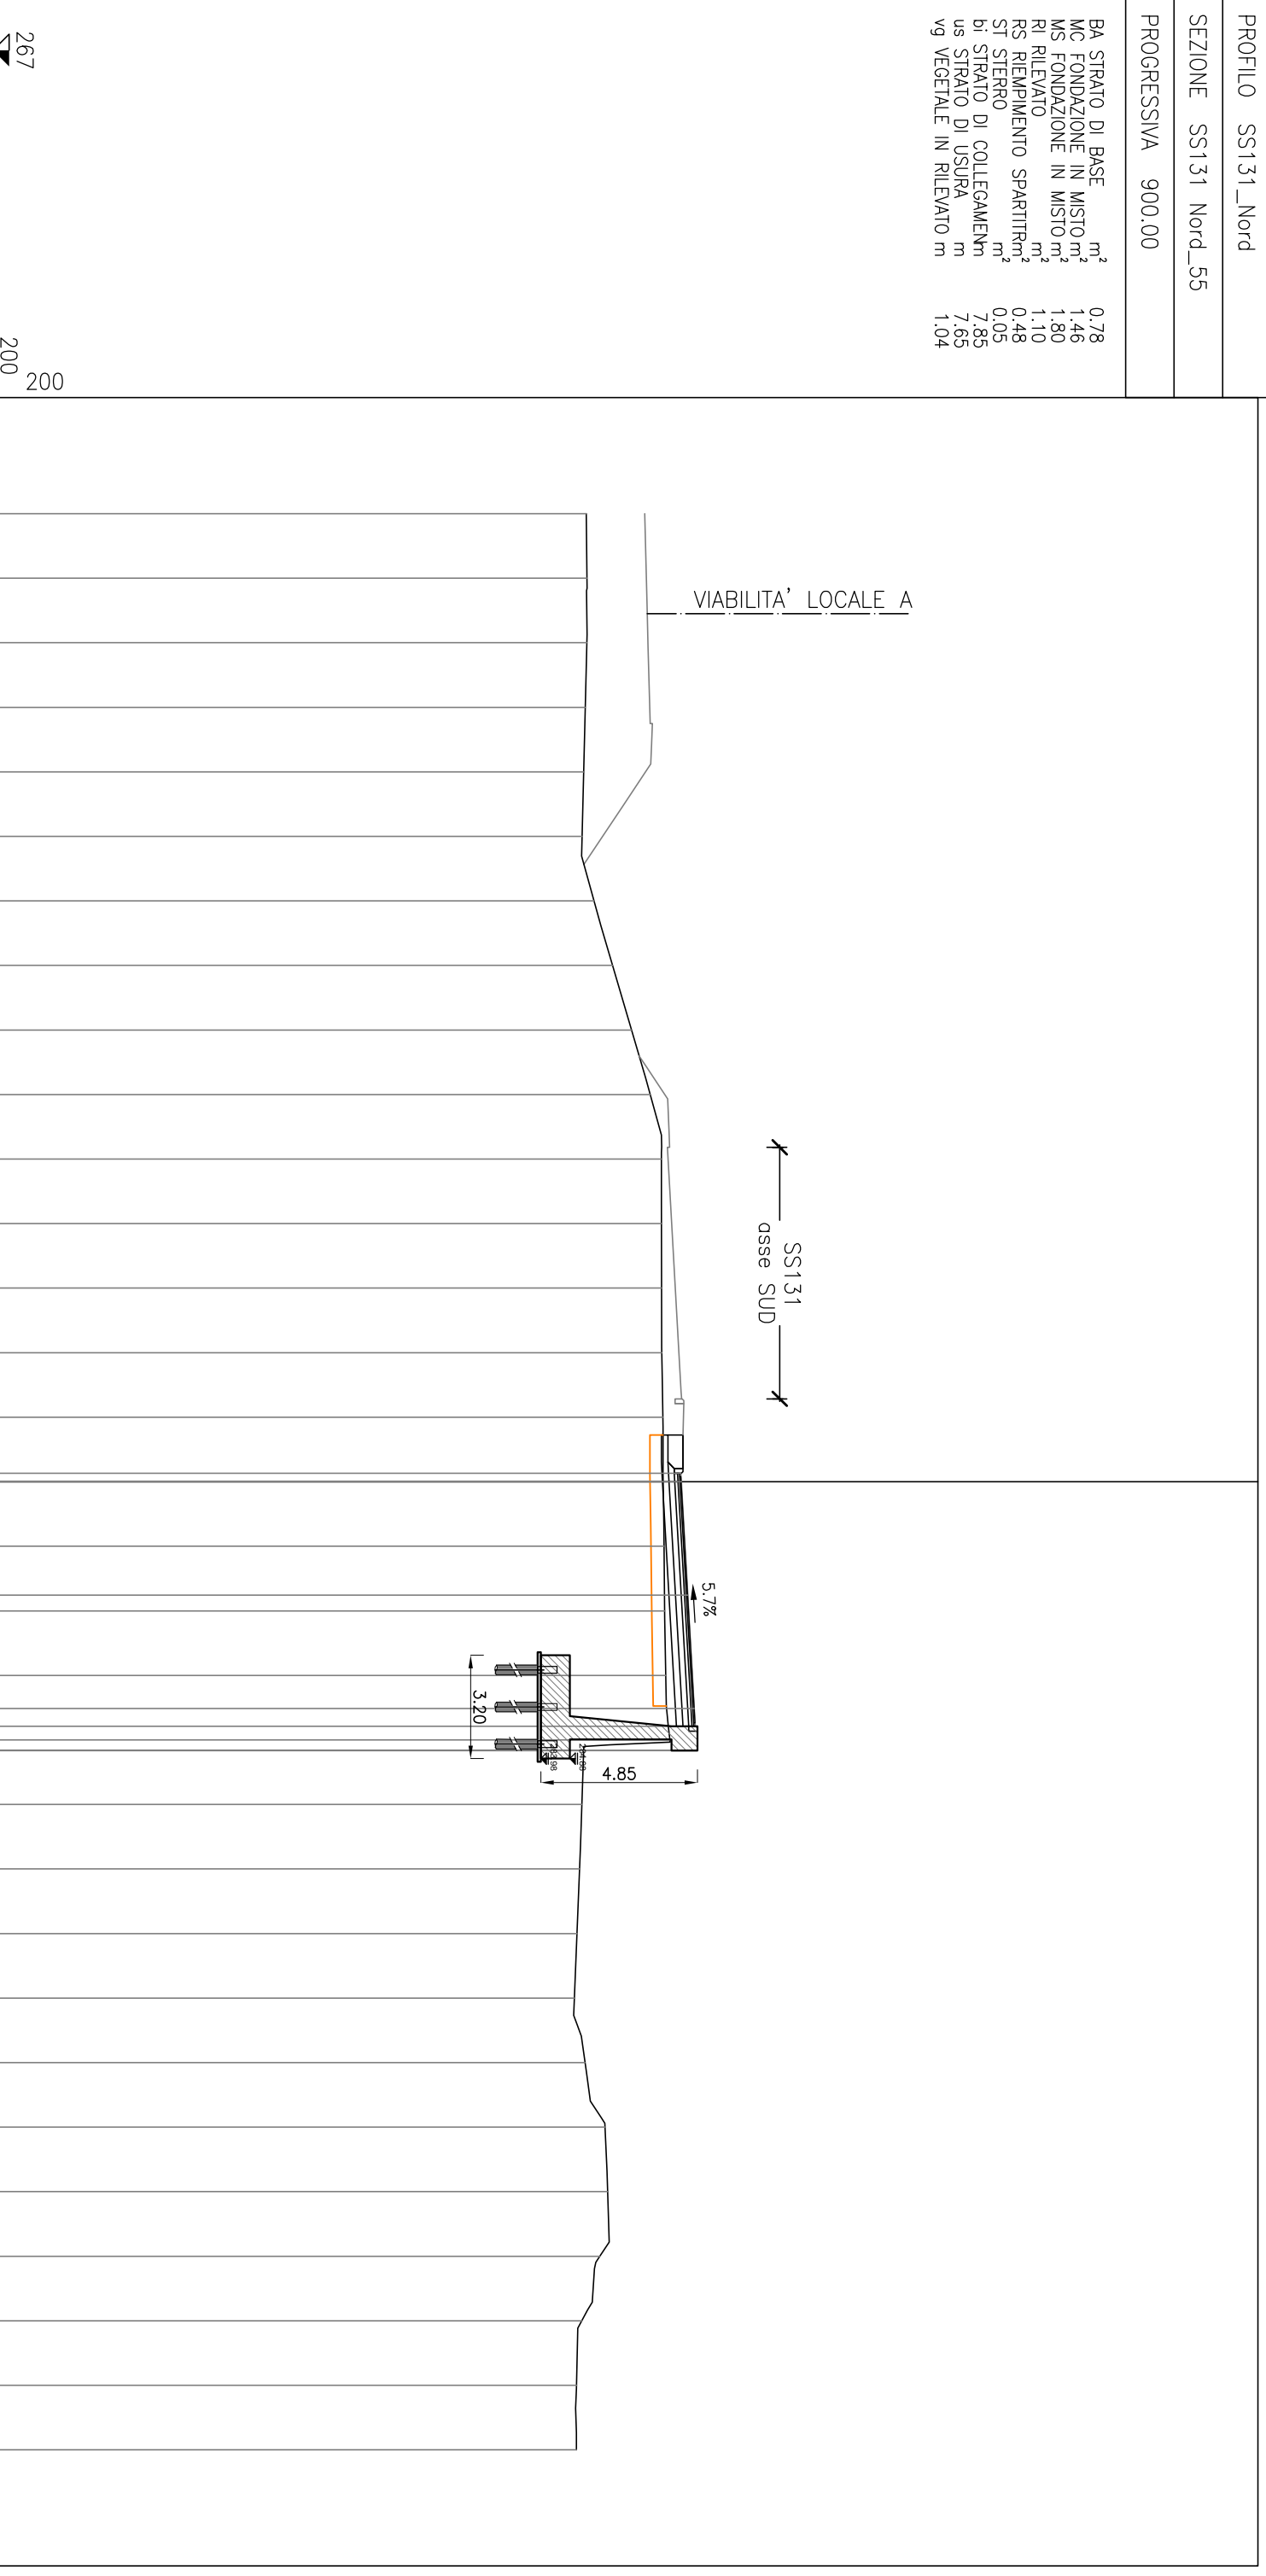 PROFILO SS131_Nord
SEZIONE SS131 Nord_55
PROGRESSIVA 900.00
BA STRATO DI BASE m² 0.78
MC FONDAZIONE IN MISTO m² 1.46
MS FONDAZIONE IN MISTO m² 1.80
RI RILEVATO m² 1.10
RS RIEMPIMENTO SPARTITR m² 0.48
ST STERRO m² 0.05
bi STRATO DI COLLEGAMEN m 7.85
us STRATO DI USURA m 7.65
vg VEGETALE IN RILEVATO m 1.04
VIABILITA' LOCALE A
SS131
asse SUD
5.7%
4.85
3.20
267
200
200